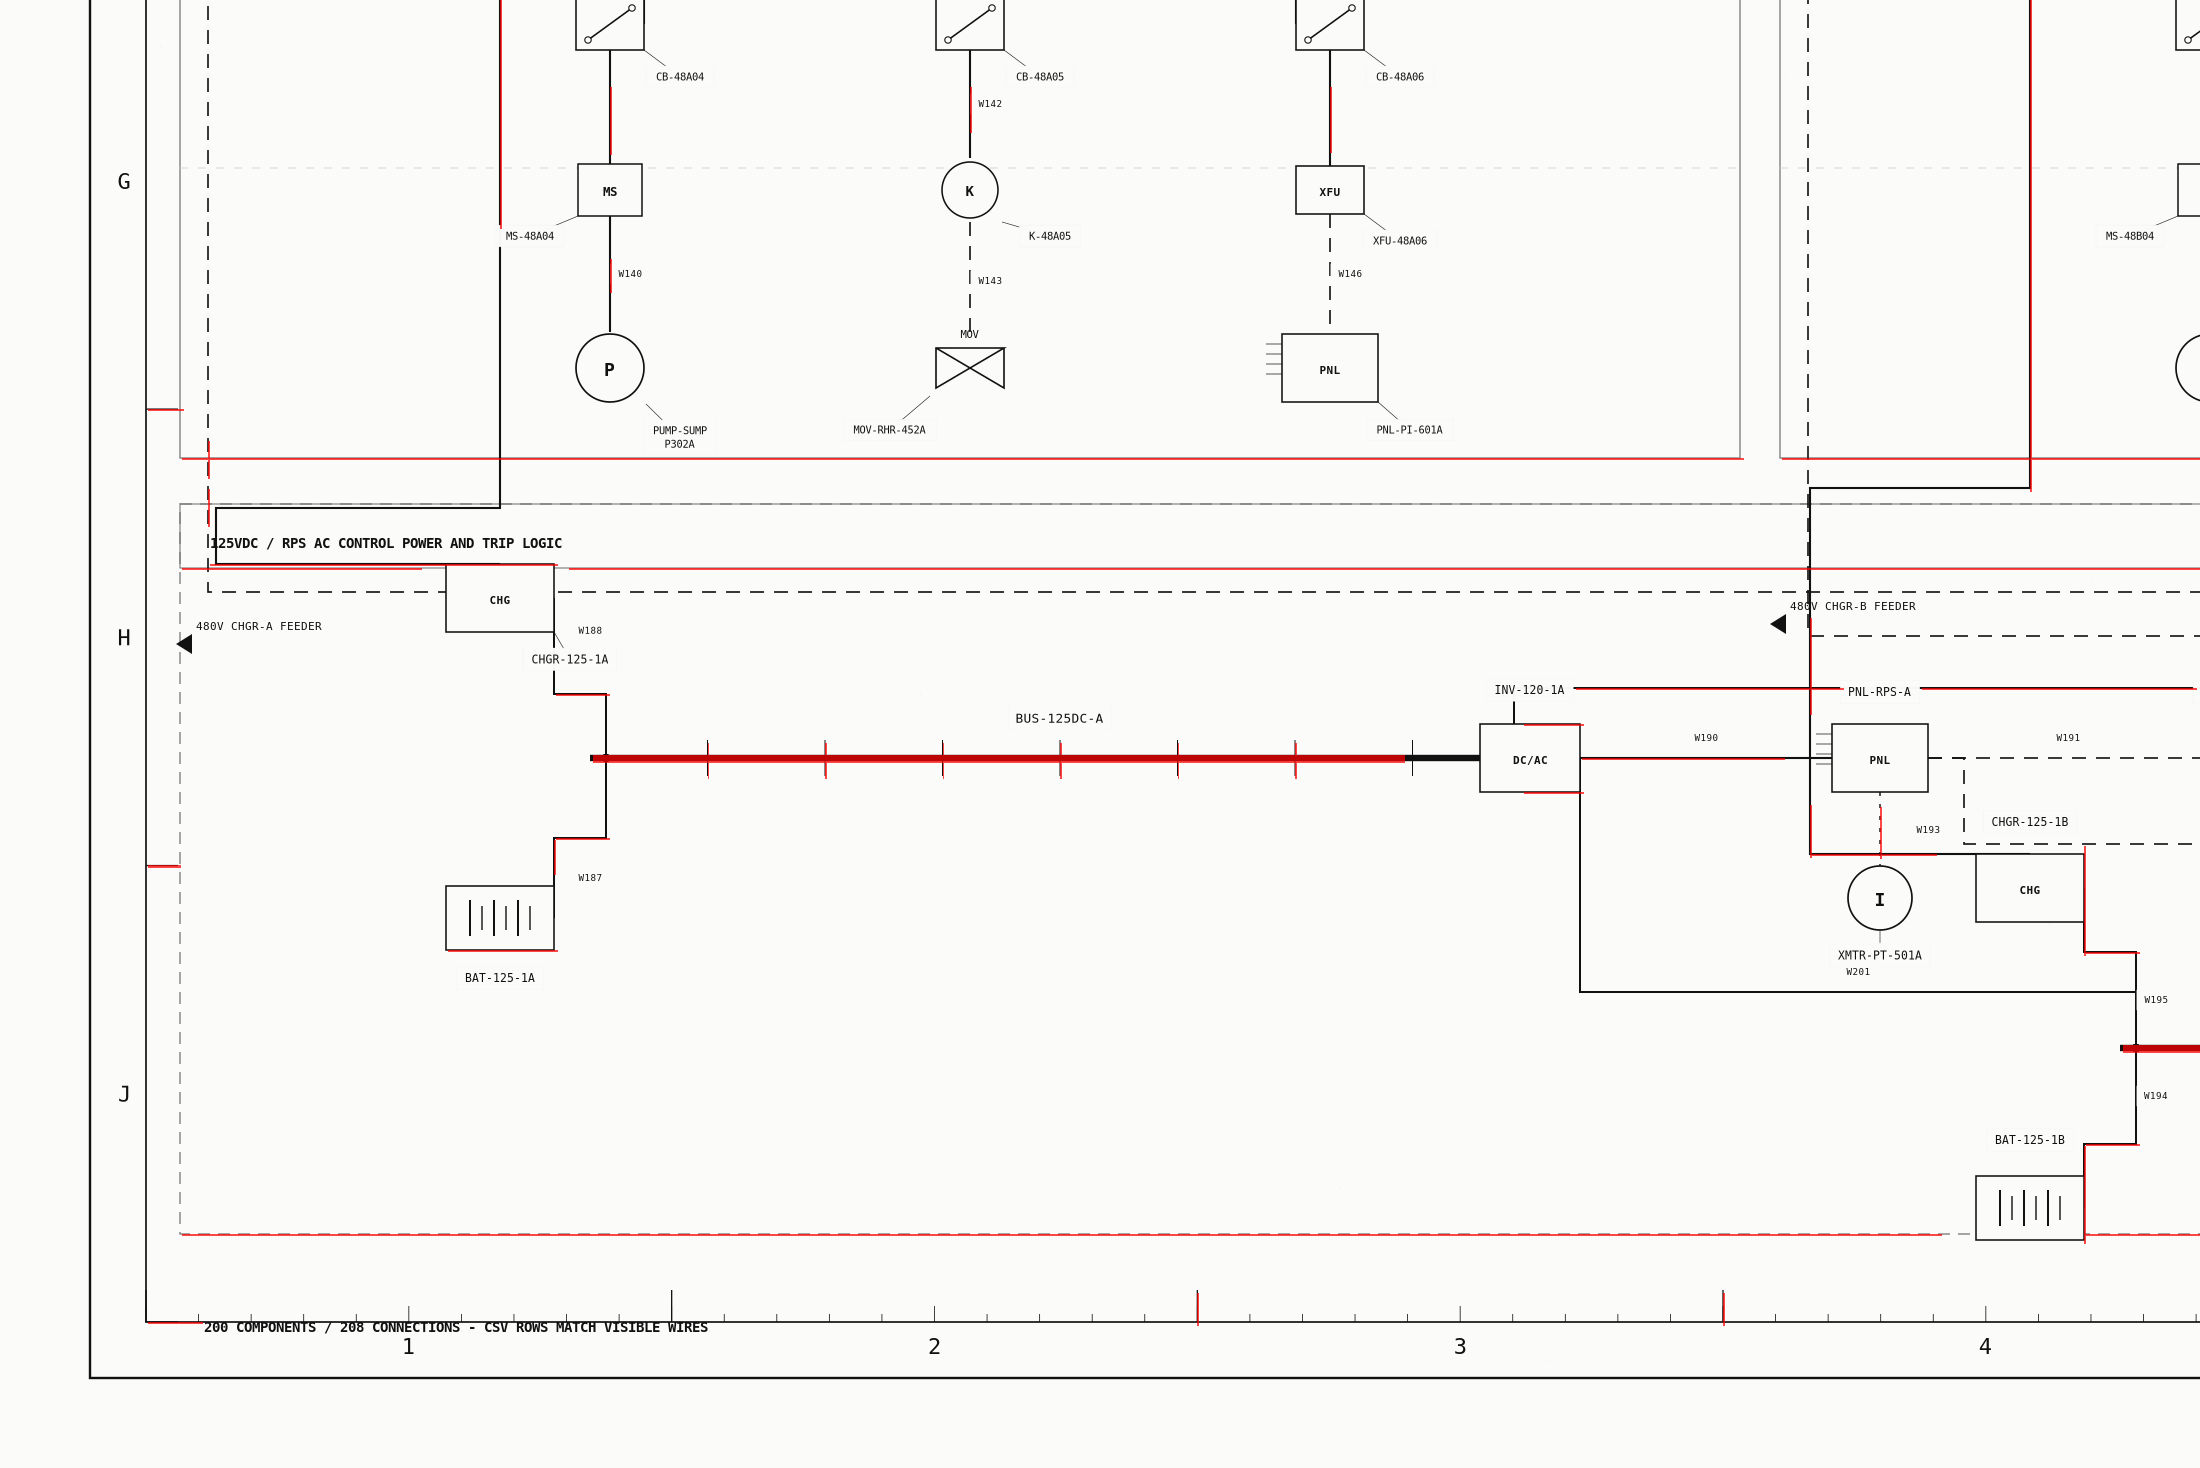 CB-48A04
CB-48A05
CB-48A06
W142
G
MS
K
XFU
MS-48A04
K-48A05
XFU-48A06
MS-48B04
W140
W143
W146
MOV
P
PNL
PUMP-SUMP
P302A
MOV-RHR-452A
PNL-PI-601A
125VDC / RPS AC CONTROL POWER AND TRIP LOGIC
CHG
480V CHGR-B FEEDER
480V CHGR-A FEEDER
W188
H
CHGR-125-1A
INV-120-1A
PNL-RPS-A
BUS-125DC-A
W190
W191
DC/AC
PNL
CHGR-125-1B
W193
W187
CHG
I
XMTR-PT-501A
W201
BAT-125-1A
W195
J
W194
BAT-125-1B
200 COMPONENTS / 208 CONNECTIONS - CSV ROWS MATCH VISIBLE WIRES
1
2
3
4